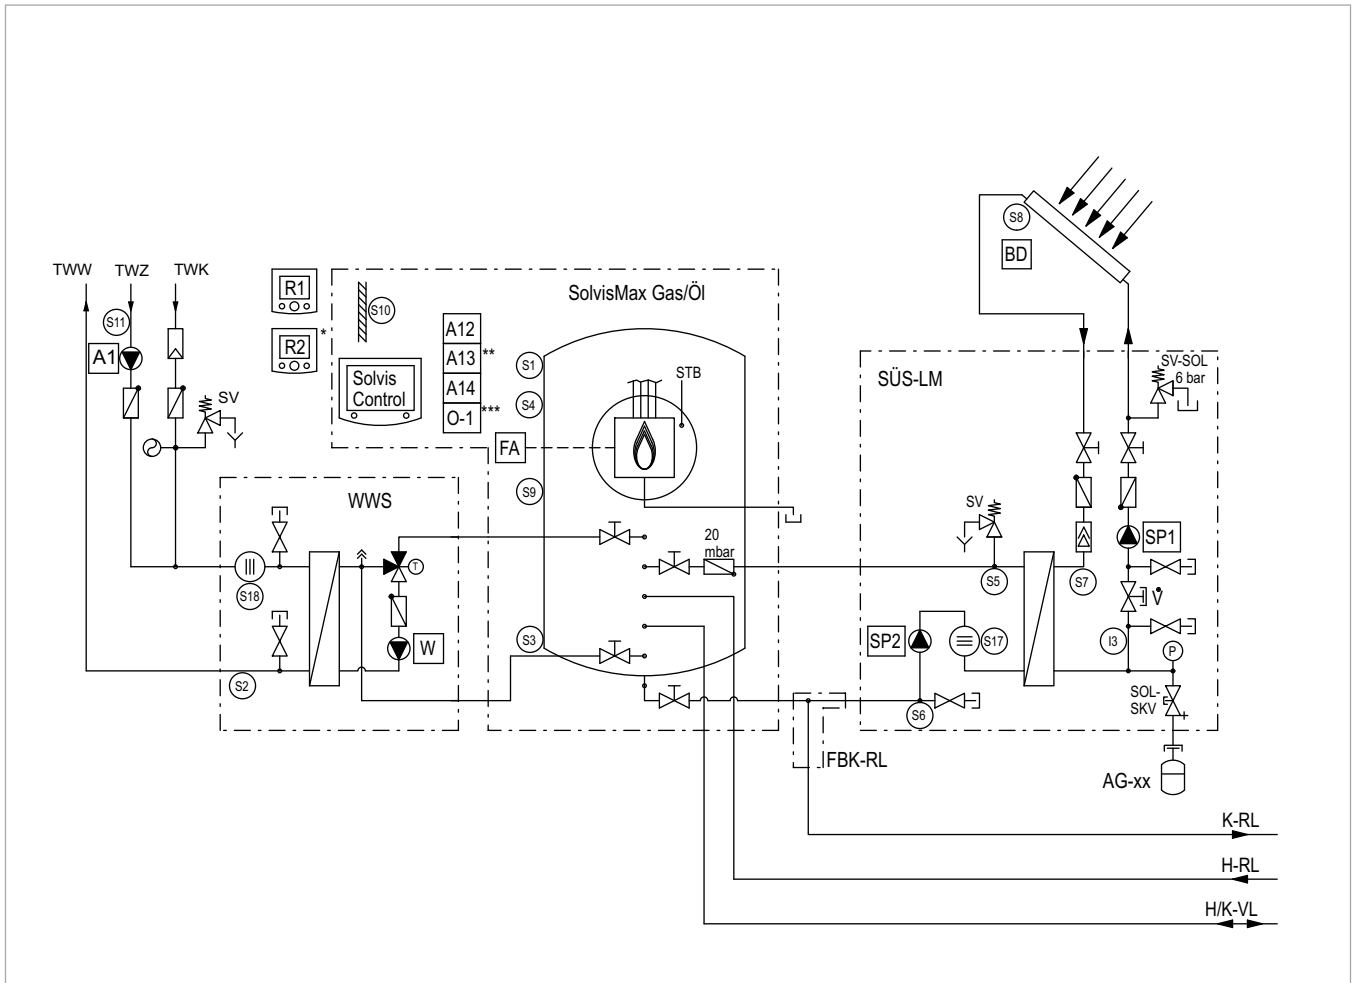 TWW
TWZ
TWK
S11
A1
SV
R1
R2
*
S10
Solvis
Control
SolvisMax Gas/Öl
A12
A13
**
A14
O-1
***
S1
S4
STB
FA
S9
S3
20
mbar
WWS
S18
S2
T
W
S8
BD
SÜS-LM
SV-SOL
6 bar
SV
S5
S7
SP1
V̇
SP2
S17
I3
P
S6
SOL-
SKV
FBK-RL
AG-xx
K-RL
H-RL
H/K-VL